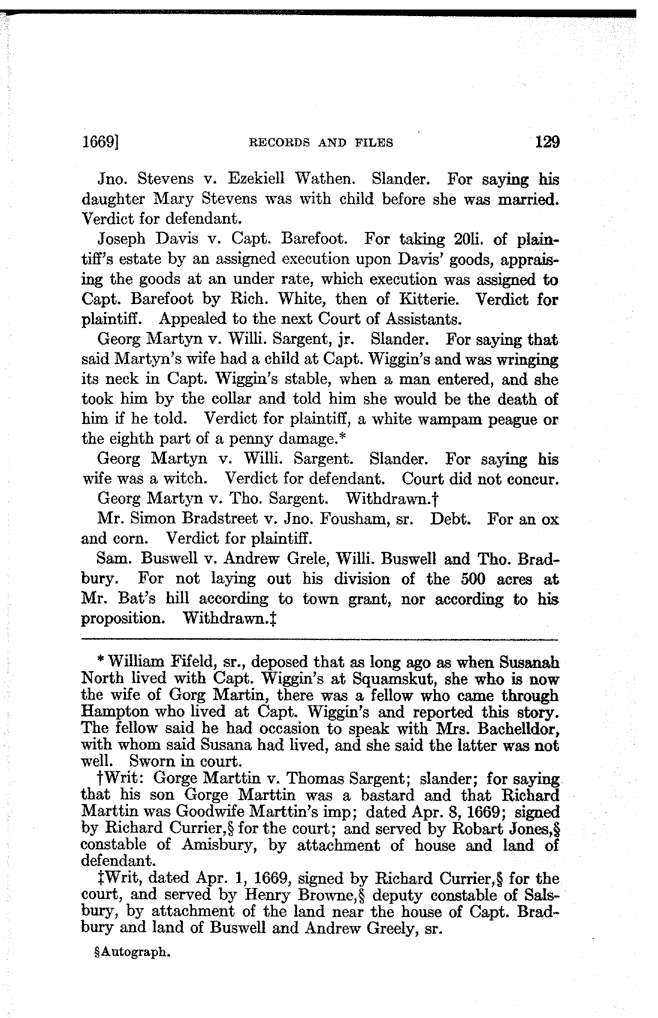 1669] RECORDS AND FILES 129
Jno. Stevens v. Ezekiell Wathen. Slander. For saying his
daughter Mary Stevens was with child before she was married.
Verdict for defendant.
Joseph Davis v. Capt. Barefoot. For taking 20li. of plain-
tiff's estate by an assigned execution upon Davis' goods, apprais-
ing the goods at an under rate, which execution was assigned to
Capt. Barefoot by Rich. White, then of Kitterie. Verdict for
plaintiff. Appealed to the next Court of Assistants.
Georg Martyn v. Willi. Sargent, jr. Slander. For saying that
said Martyn's wife had a child at Capt. Wiggin's and was wringing
its neck in Capt. Wiggin's stable, when a man entered, and she
took him by the collar and told him she would be the death of
him if he told. Verdict for plaintiff, a white wampam peague or
the eighth part of a penny damage.*
Georg Martyn v. Willi. Sargent. Slander. For saying his
wife was a witch. Verdict for defendant. Court did not concur.
Georg Martyn v. Tho. Sargent. Withdrawn.†
Mr. Simon Bradstreet v. Jno. Fousham, sr. Debt. For an ox
and corn. Verdict for plaintiff.
Sam. Buswell v. Andrew Grele, Willi. Buswell and Tho. Brad-
bury. For not laying out his division of the 500 acres at
Mr. Bat's hill according to town grant, nor according to his
proposition. Withdrawn.‡
* William Fifeld, sr., deposed that as long ago as when Susanah
North lived with Capt. Wiggin's at Squamskut, she who is now
the wife of Gorg Martin, there was a fellow who came through
Hampton who lived at Capt. Wiggin's and reported this story.
The fellow said he had occasion to speak with Mrs. Bachelldor,
with whom said Susana had lived, and she said the latter was not
well. Sworn in court.
†Writ: Gorge Marttin v. Thomas Sargent; slander; for saying
that his son Gorge Marttin was a bastard and that Richard
Marttin was Goodwife Marttin's imp; dated Apr. 8, 1669; signed
by Richard Currier,§ for the court; and served by Robart Jones,§
constable of Amisbury, by attachment of house and land of
defendant.
‡Writ, dated Apr. 1, 1669, signed by Richard Currier,§ for the
court, and served by Henry Browne,§ deputy constable of Sals-
bury, by attachment of the land near the house of Capt. Brad-
bury and land of Buswell and Andrew Greely, sr.
§Autograph.